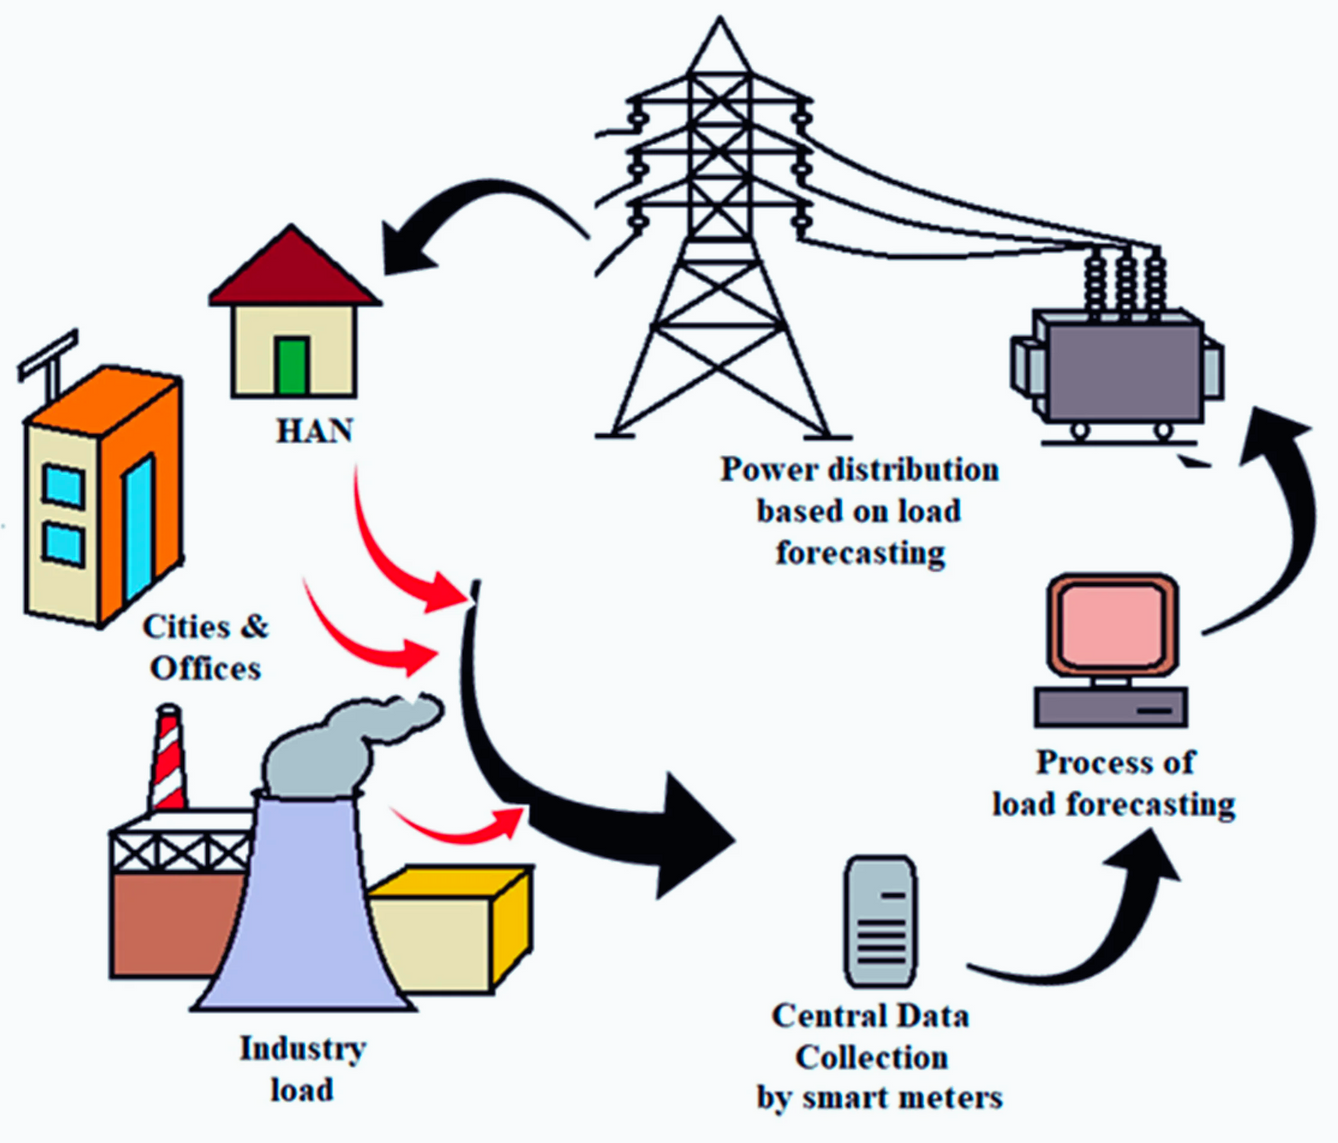 HAN
Power distribution
based on load
forecasting
Cities &
Offices
Process of
load forecasting
Central Data
Collection
by smart meters
Industry
load